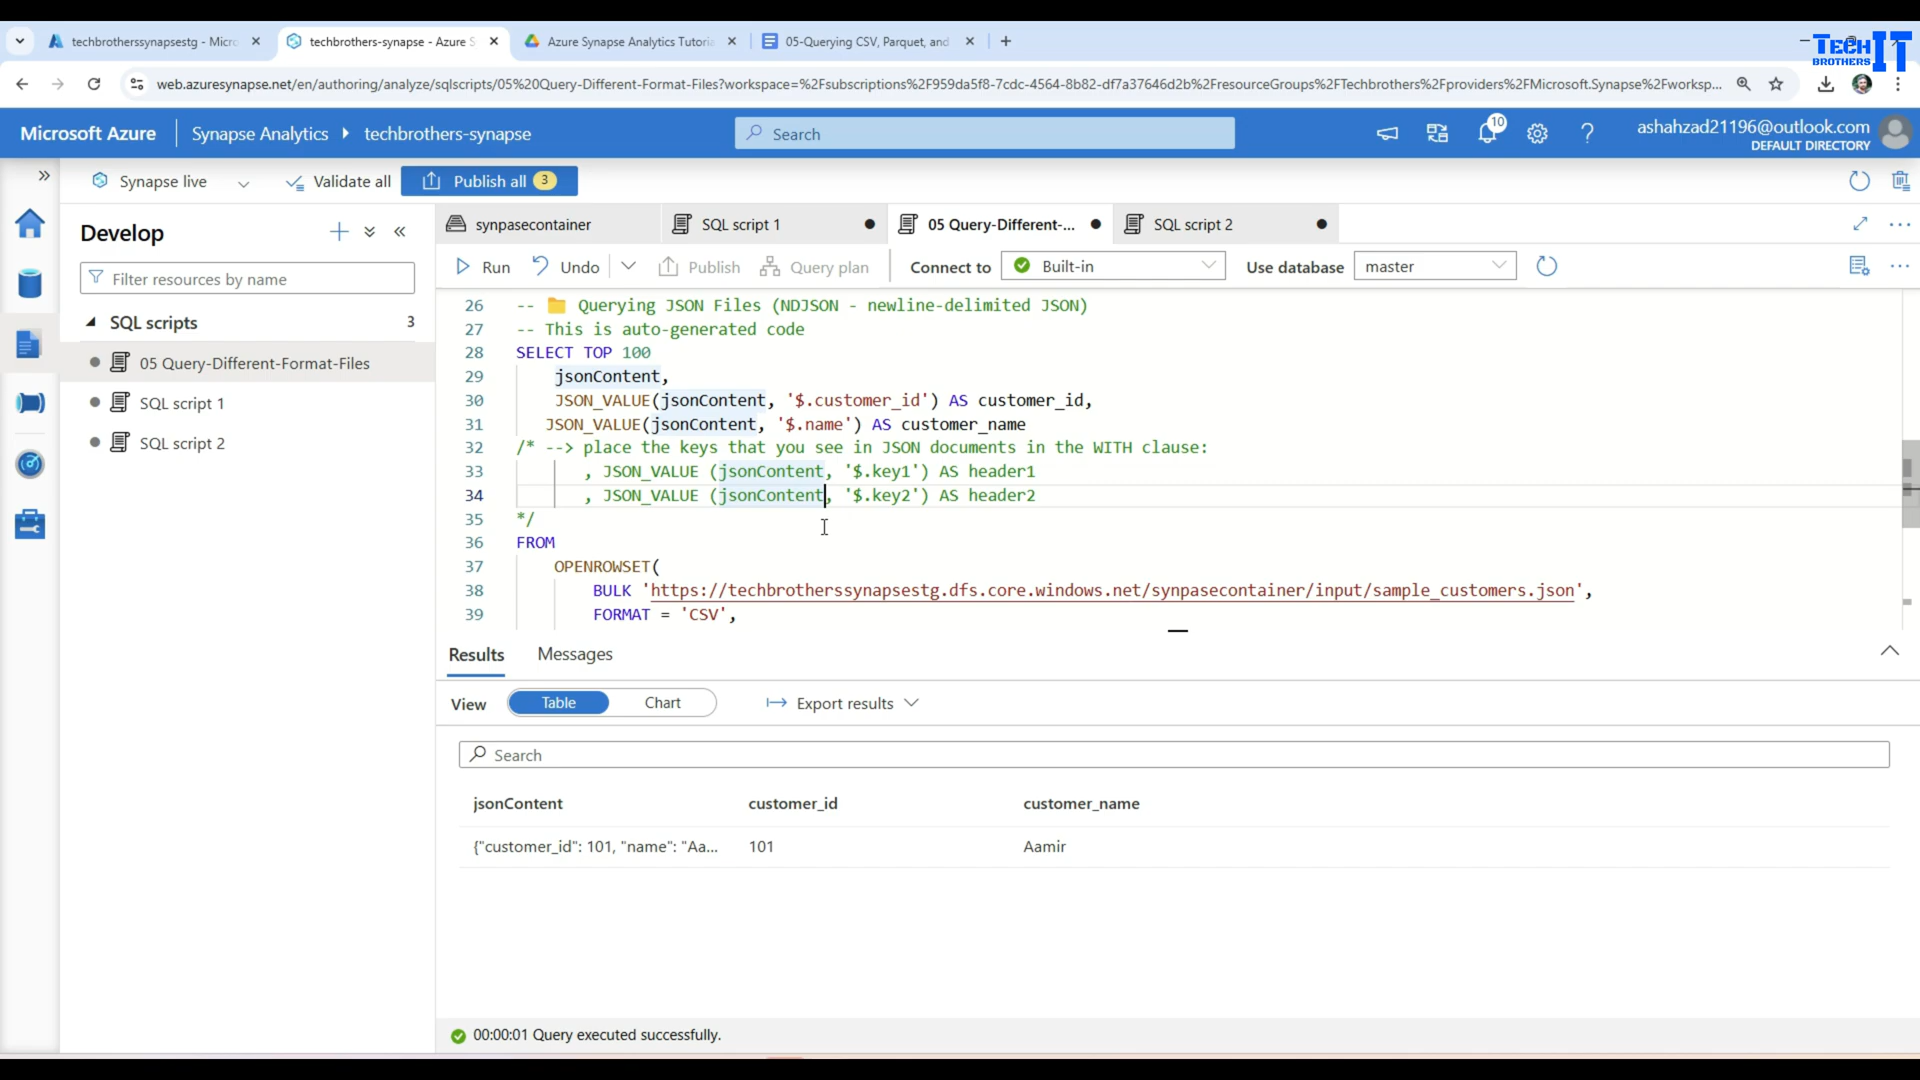 techbrotherssynapsestg - Micro
techbrothers-synapse - Azure S
Azure Synapse Analytics Tutoria
05-Querying CSV, Parquet, and
TECH IT
BROTHERS
web.azuresynapse.net/en/authoring/analyze/sqlscripts/05%20Query-Different-Format-Files?workspace=%2Fsubscriptions%2F959da5f8-7cdc-4564-8b82-df7a37646d2b%2FresourceGroups%2FTechbrothers%2Fproviders%2FMicrosoft.Synapse%2Fworksp...
Microsoft Azure
Synapse Analytics
techbrothers-synapse
Search
10
ashahzad21196@outlook.com
DEFAULT DIRECTORY
Synapse live
Validate all
Publish all 3
Develop
Filter resources by name
SQL scripts 3
05 Query-Different-Format-Files
SQL script 1
SQL script 2
synpasecontainer
SQL script 1
05 Query-Different-...
SQL script 2
Run
Undo
Publish
Query plan
Connect to
Built-in
Use database
master
26 -- 📁 Querying JSON Files (NDJSON - newline-delimited JSON)
27 -- This is auto-generated code
28 SELECT TOP 100
29 jsonContent,
30 JSON_VALUE(jsonContent, '$.customer_id') AS customer_id,
31 JSON_VALUE(jsonContent, '$.name') AS customer_name
32 /* --> place the keys that you see in JSON documents in the WITH clause:
33 , JSON_VALUE (jsonContent, '$.key1') AS header1
34 , JSON_VALUE (jsonContent, '$.key2') AS header2
35 */
36 FROM
37 OPENROWSET(
38 BULK 'https://techbrotherssynapsestg.dfs.core.windows.net/synpasecontainer/input/sample_customers.json',
39 FORMAT = 'CSV',
Results
Messages
View
Table
Chart
Export results
Search
jsonContent customer_id customer_name
{"customer_id": 101, "name": "Aa... 101 Aamir
00:00:01 Query executed successfully.